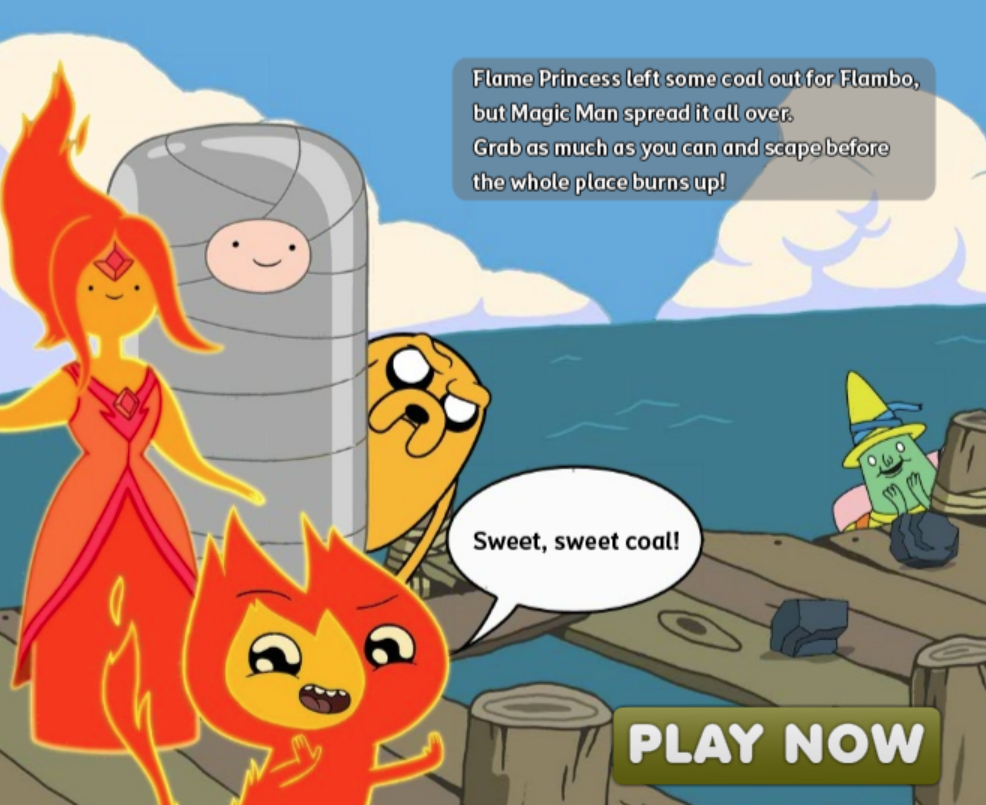 Flame Princess left some coal out for Flambo,
but Magic Man spread it all over.
Grab as much as you can and scape before
the whole place burns up!
Sweet, sweet coal!
PLAY NOW